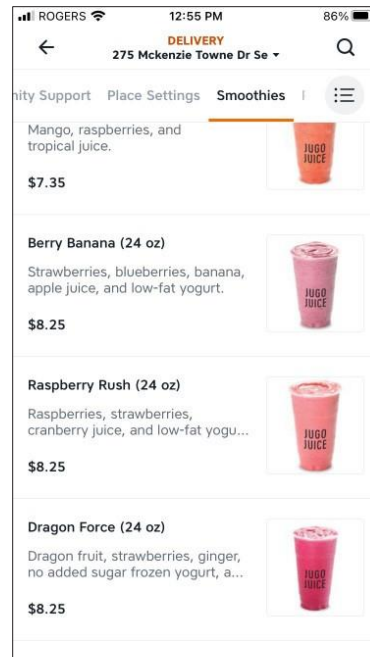 ROGERS 12:55 PM 86%
DELIVERY
275 Mckenzie Towne Dr Se
nity Support Place Settings Smoothies
Mango, raspberries, and
tropical juice.
JUGO
JUICE
$7.35
Berry Banana (24 oz)
Strawberries, blueberries, banana,
apple juice, and low-fat yogurt.
JUGO
JUICE
$8.25
Raspberry Rush (24 oz)
Raspberries, strawberries,
cranberry juice, and low-fat yogu...
JUGO
JUICE
$8.25
Dragon Force (24 oz)
Dragon fruit, strawberries, ginger,
no added sugar frozen yogurt, a...
JUGO
JUICE
$8.25